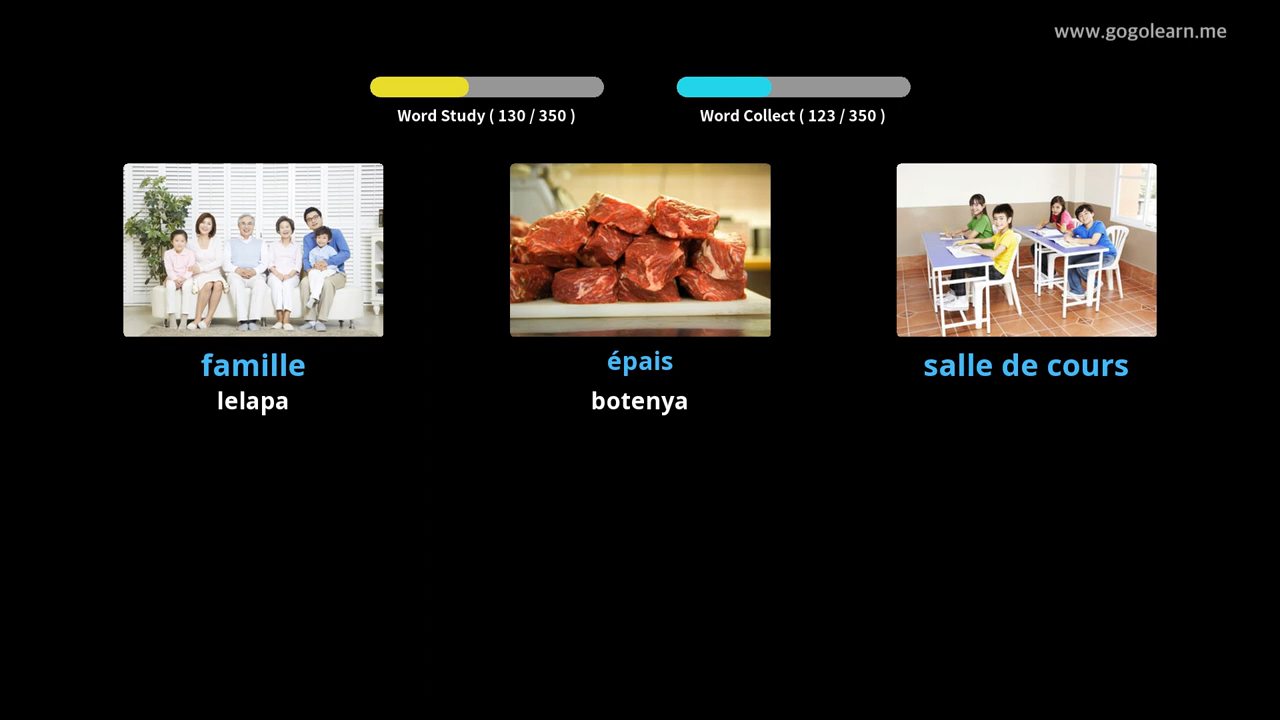 www.gogolearn.me
Word Study ( 130 / 350 )
Word Collect ( 123 / 350 )
famille
lelapa
épais
botenya
salle de cours